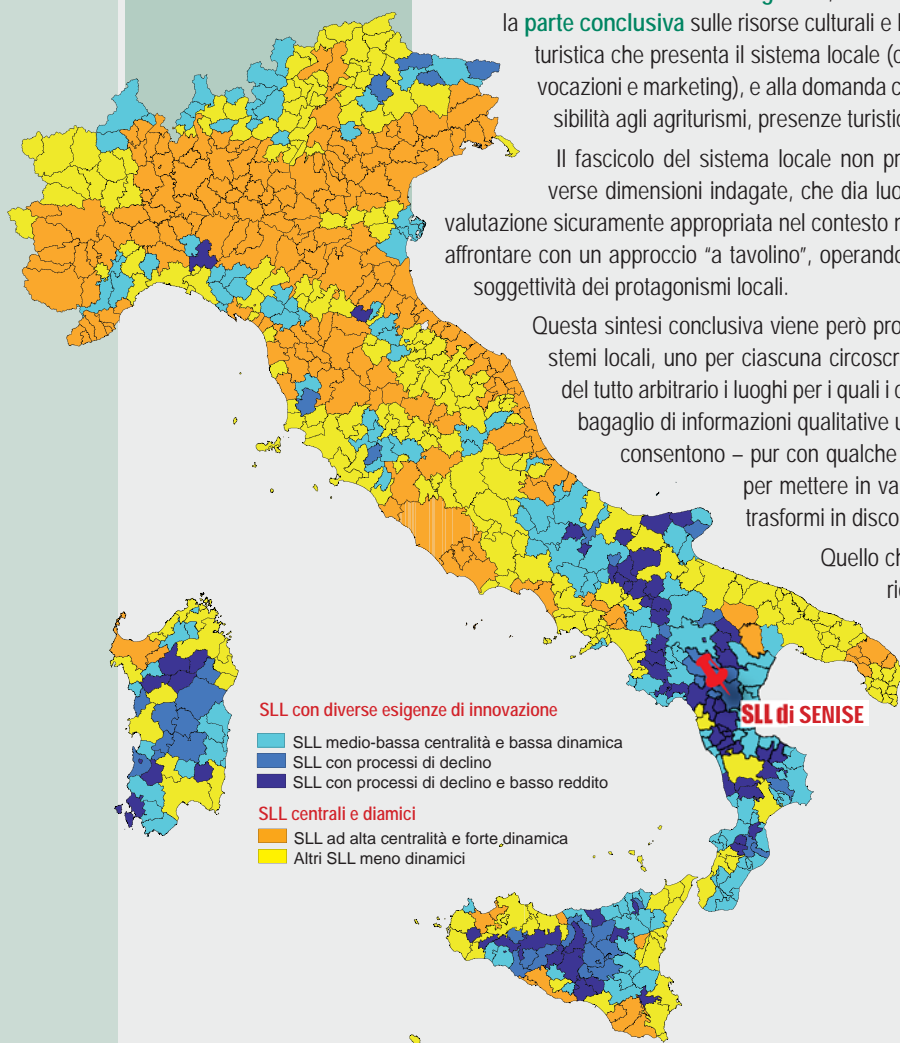 la parte conclusiva sulle risorse culturali e l
turistica che presenta il sistema locale (o
vocazioni e marketing), e alla domanda c
sibilità agli agriturismi, presenze turistic
Il fascicolo del sistema locale non pr
verse dimensioni indagate, che dia luo
valutazione sicuramente appropriata nel contesto r
affrontare con un approccio “a tavolino”, operando
soggettività dei protagonismi locali.
Questa sintesi conclusiva viene però pro
stemi locali, uno per ciascuna circoscr
del tutto arbitrario i luoghi per i quali i d
bagaglio di informazioni qualitative u
consentono – pur con qualche
per mettere in va
trasformi in disco
Quello ch
ric
SLL di SENISE
SLL con diverse esigenze di innovazione
SLL medio-bassa centralità e bassa dinamica
SLL con processi di declino
SLL con processi di declino e basso reddito
SLL centrali e diamici
SLL ad alta centralità e forte dinamica
Altri SLL meno dinamici